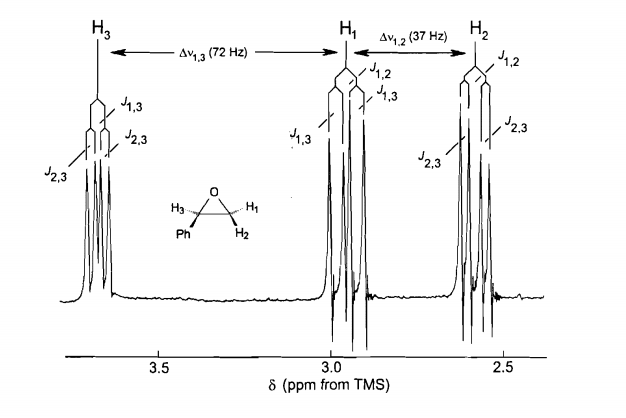 H3 H1 H2
Δν1,3 (72 Hz) Δν1,2 (37 Hz)
J1,2 J1,2
J1,3 J1,3
J1,3 J2,3
J2,3 J2,3
J2,3
O
H3 H1
Ph H2
3.5 3.0 2.5
δ (ppm from TMS)